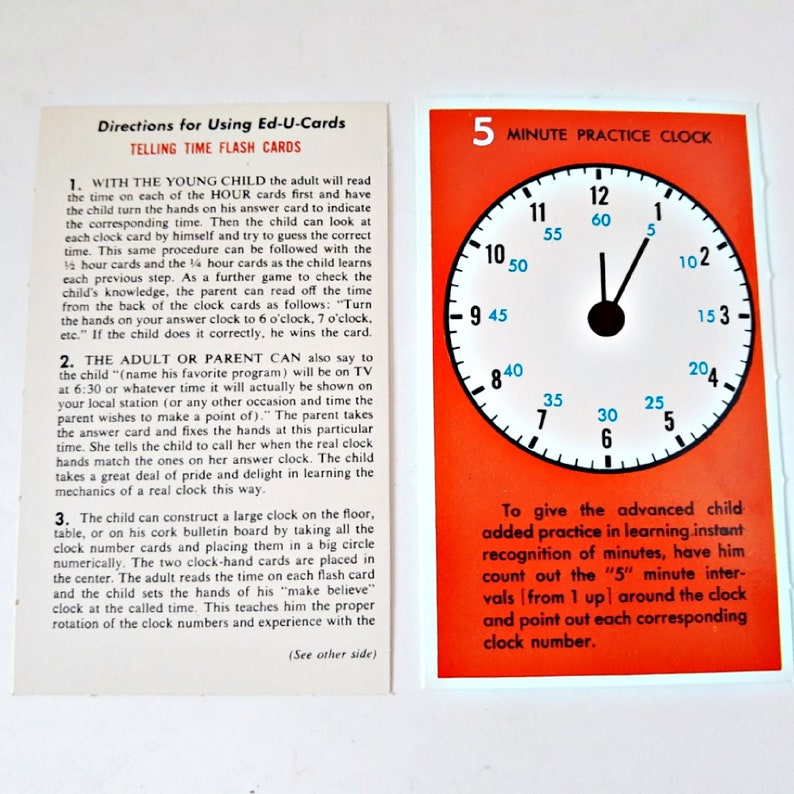 Directions for Using Ed-U-Cards
TELLING TIME FLASH CARDS
1. WITH THE YOUNG CHILD the adult will read
the time on each of the HOUR cards first and have
the child turn the hands on his answer card to indicate
the corresponding time. Then the child can look at
each clock card by himself and try to guess the correct
time. This same procedure can be followed with the
½ hour cards and the ¼ hour cards as the child learns
each previous step. As a further game to check the
child's knowledge, the parent can read off the time
from the back of the clock cards as follows: "Turn
the hands on your answer clock to 6 o'clock, 7 o'clock,
etc." If the child does it correctly, he wins the card.
2. THE ADULT OR PARENT CAN also say to
the child "(name his favorite program) will be on TV
at 6:30 or whatever time it will actually be shown on
your local station (or any other occasion and time the
parent wishes to make a point of)." The parent takes
the answer card and fixes the hands at this particular
time. She tells the child to call her when the real clock
hands match the ones on her answer clock. The child
takes a great deal of pride and delight in learning the
mechanics of a real clock this way.
3. The child can construct a large clock on the floor,
table, or on his cork bulletin board by taking all the
clock number cards and placing them in a big circle
numerically. The two clock-hand cards are placed in
the center. The adult reads the time on each flash card
and the child sets the hands of his "make believe"
clock at the called time. This teaches him the proper
rotation of the clock numbers and experience with the
(See other side)
5 MINUTE PRACTICE CLOCK
12
60
1
5
2
10
3
15
4
20
5
25
6
30
7
35
8
40
9
45
10
50
11
55
To give the advanced child
added practice in learning instant
recognition of minutes, have him
count out the "5" minute inter-
vals [from 1 up] around the clock
and point out each corresponding
clock number.